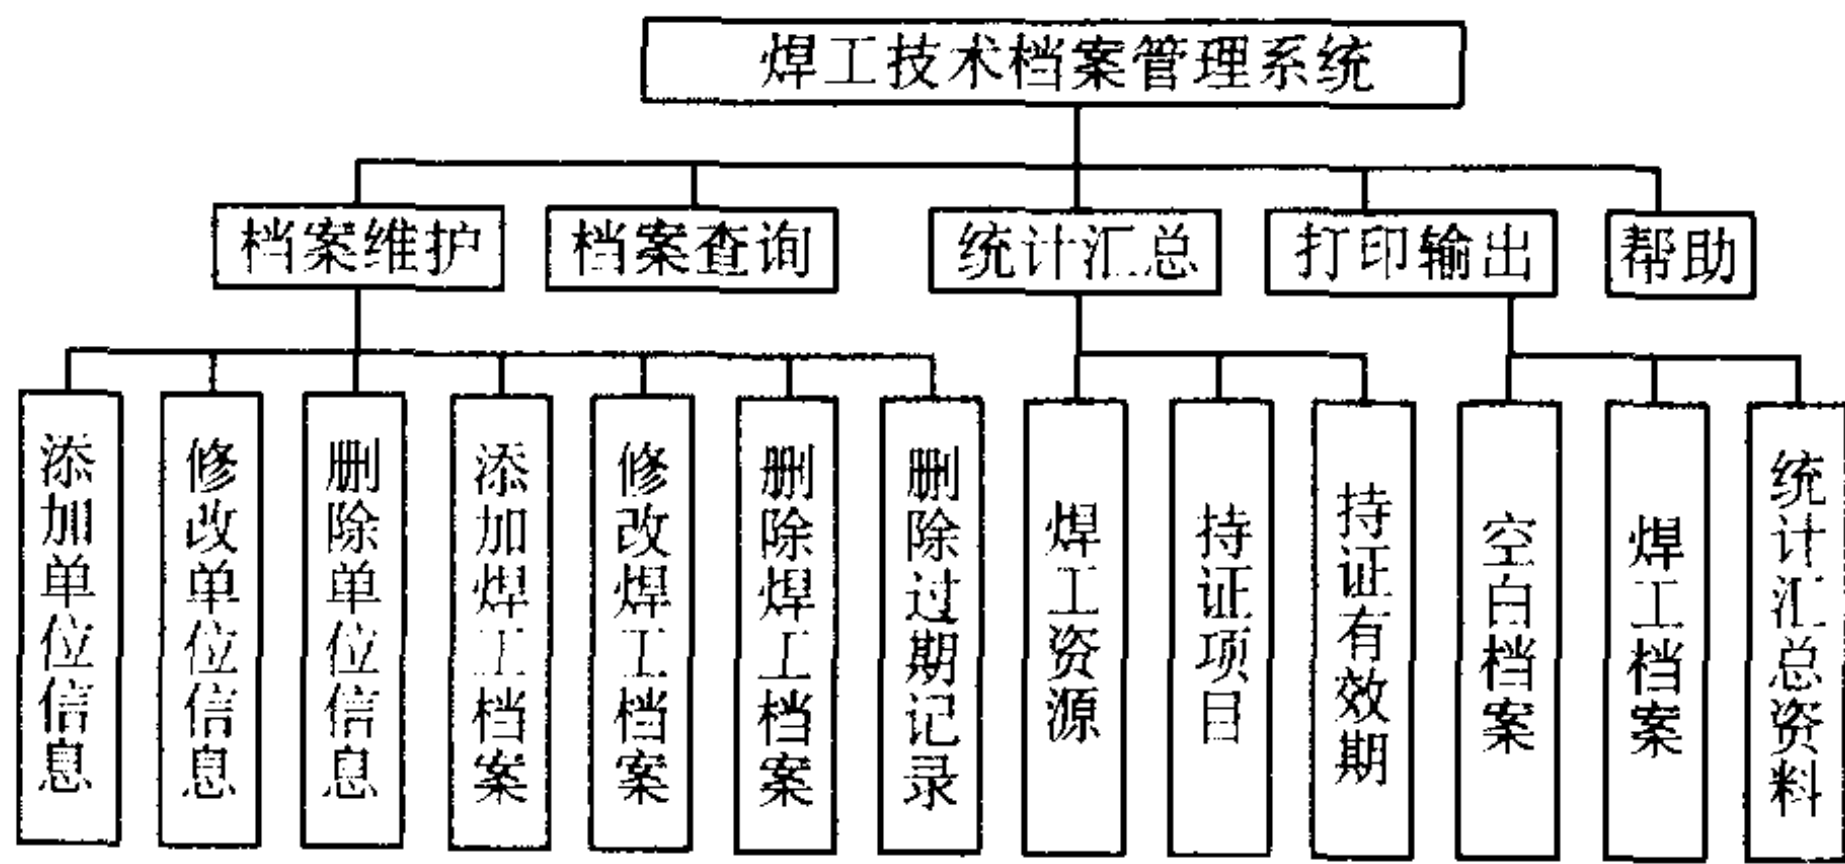 焊工技术档案管理系统
档案维护
档案查询
统计汇总
打印输出
帮助
添加单位信息
修改单位信息
删除单位信息
添加焊工档案
修改焊工档案
删除焊工档案
删除过期记录
焊工资源
持证项目
持证有效期
空白档案
焊工档案
统计汇总资料